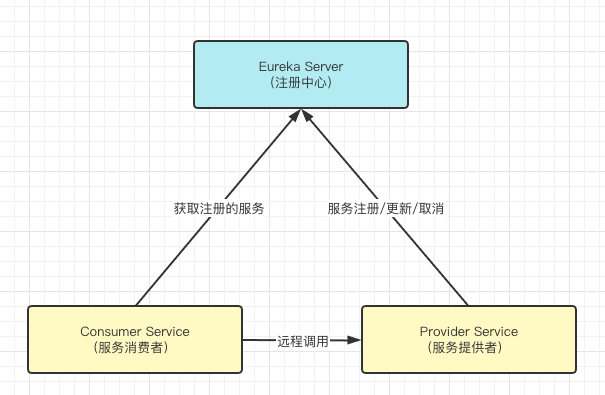 Eureka Server
（注册中心）
获取注册的服务
服务注册/更新/取消
Consumer Service
（服务消费者）
远程调用
Provider Service
（服务提供者）